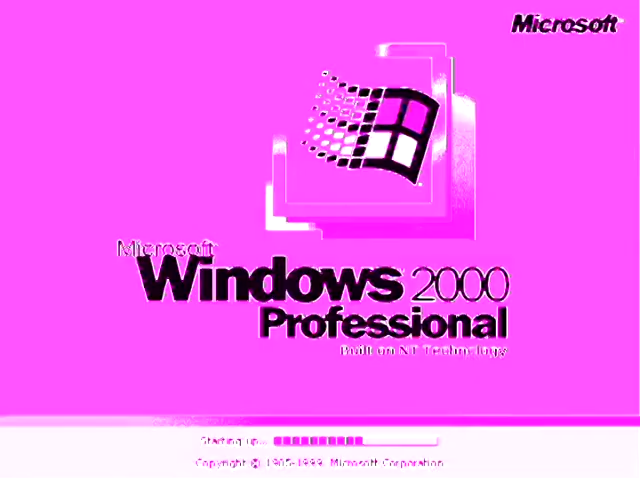 Microsoft
Microsoft
Windows 2000
Professional
Built on NT Technology
Starting up...
Copyright © 1985-1999, Microsoft Corporation